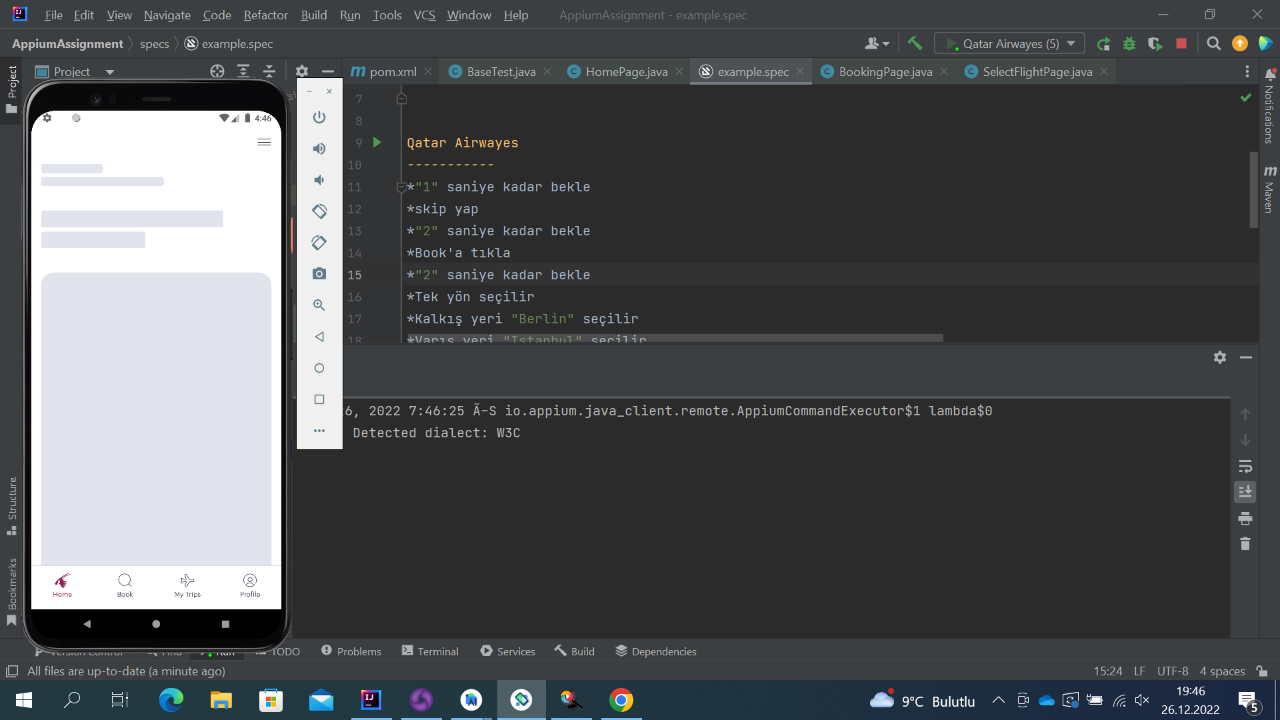 File Edit View Navigate Code Refactor Build Run Tools VCS Window Help AppiumAssignment - example.spec
AppiumAssignment specs example.spec Qatar Airwayes (5)
Project
Project
pom.xml BaseTest.java HomePage.java example.spec BookingPage.java SelectFlightPage.java
7
8
9 Qatar Airwayes
10 -----------
11 *"1" saniye kadar bekle
12 *skip yap
13 *"2" saniye kadar bekle
14 *Book'a tıkla
15 *"2" saniye kadar bekle
16 *Tek yön seçilir
17 *Kalkış yeri "Berlin" seçilir
18 *Varış yeri "Istanbul" seçilir
6, 2022 7:46:25 Ã–S io.appium.java_client.remote.AppiumCommandExecutor$1 lambda$0
Detected dialect: W3C
4:46
Home Book My Trips Profile
Notifications
Maven
Structure
Bookmarks
Version Control Find Run TODO Problems Terminal Services Build Dependencies
All files are up-to-date (a minute ago) 15:24 LF UTF-8 4 spaces
9°C Bulutlu
19:46
26.12.2022
5